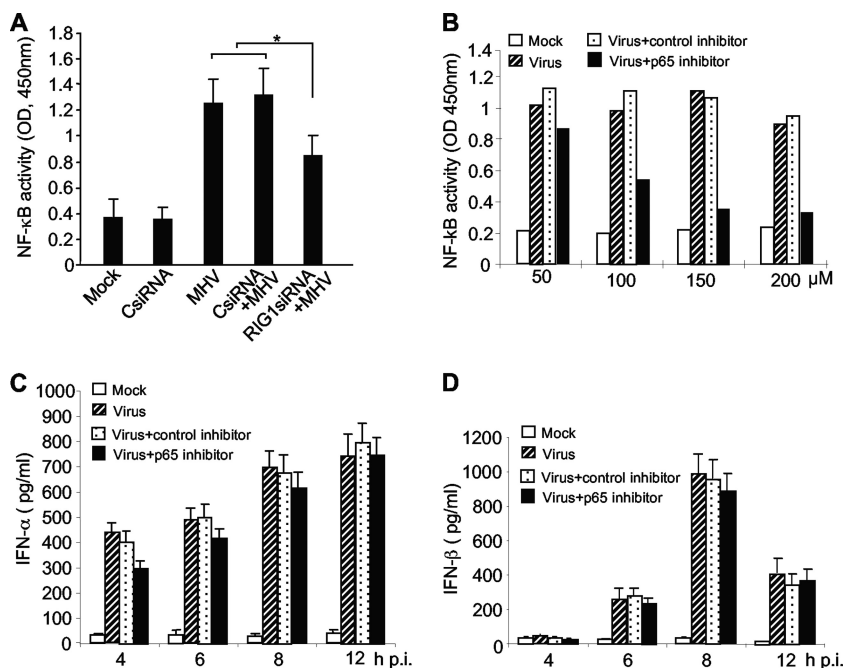 A
NF-κB activity (OD, 450nm)
1.8
1.6
1.4
1.2
1
0.8
0.6
0.4
0.2
0
*
Mock
CsiRNA
MHV
CsiRNA
+MHV
RIG1siRNA
+MHV
B
Mock
Virus
Virus+control inhibitor
Virus+p65 inhibitor
NF-kB activity (OD 450nm)
1.4
1.2
1
0.8
0.6
0.4
0.2
0
50 100 150 200 µM
C
Mock
Virus
Virus+control inhibitor
Virus+p65 inhibitor
IFN-α ( pg/ml)
1000
900
800
700
600
500
400
300
200
100
0
4 6 8 12 h p.i.
D
Mock
Virus
Virus+control inhibitor
Virus+p65 inhibitor
IFN-β ( pg/ml)
1200
1000
800
600
400
200
0
4 6 8 12 h p.i.